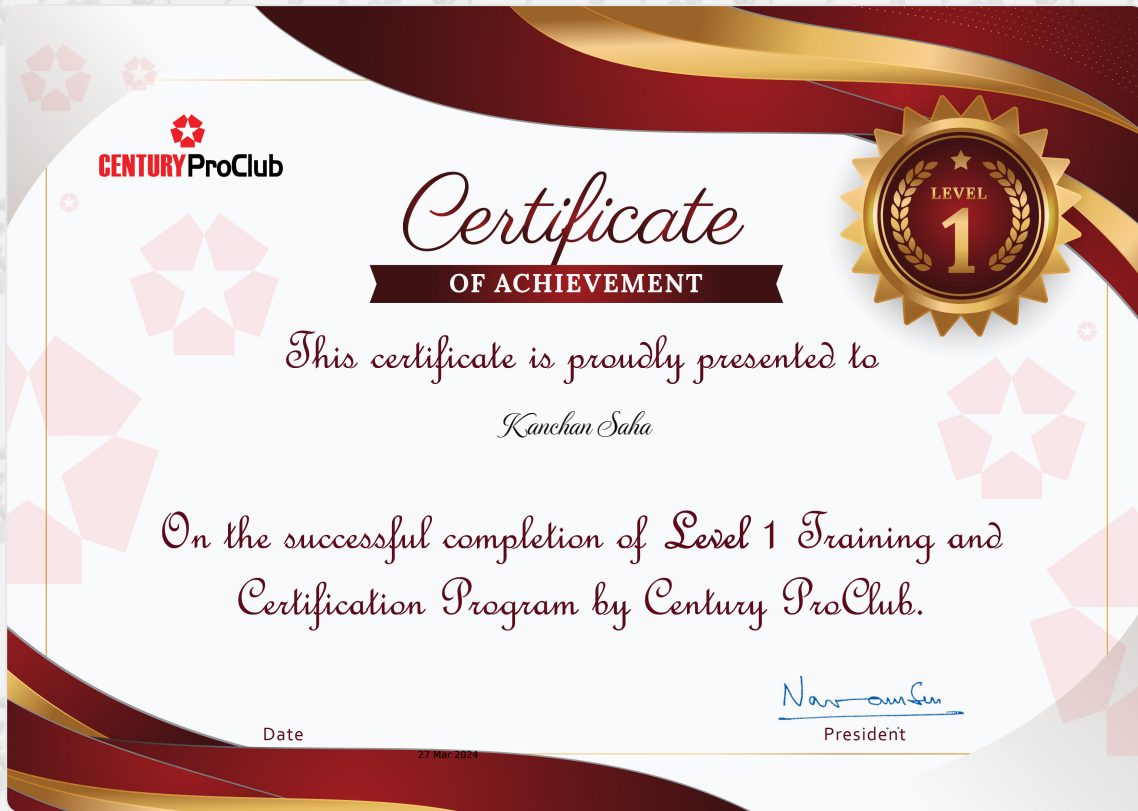 CENTURY ProClub
LEVEL
1
Certificate
OF ACHIEVEMENT
This certificate is proudly presented to
Kanchan Saha
On the successful completion of Level 1 Training and
Certification Program by Century ProClub.
Date
President
27 Mar 2024